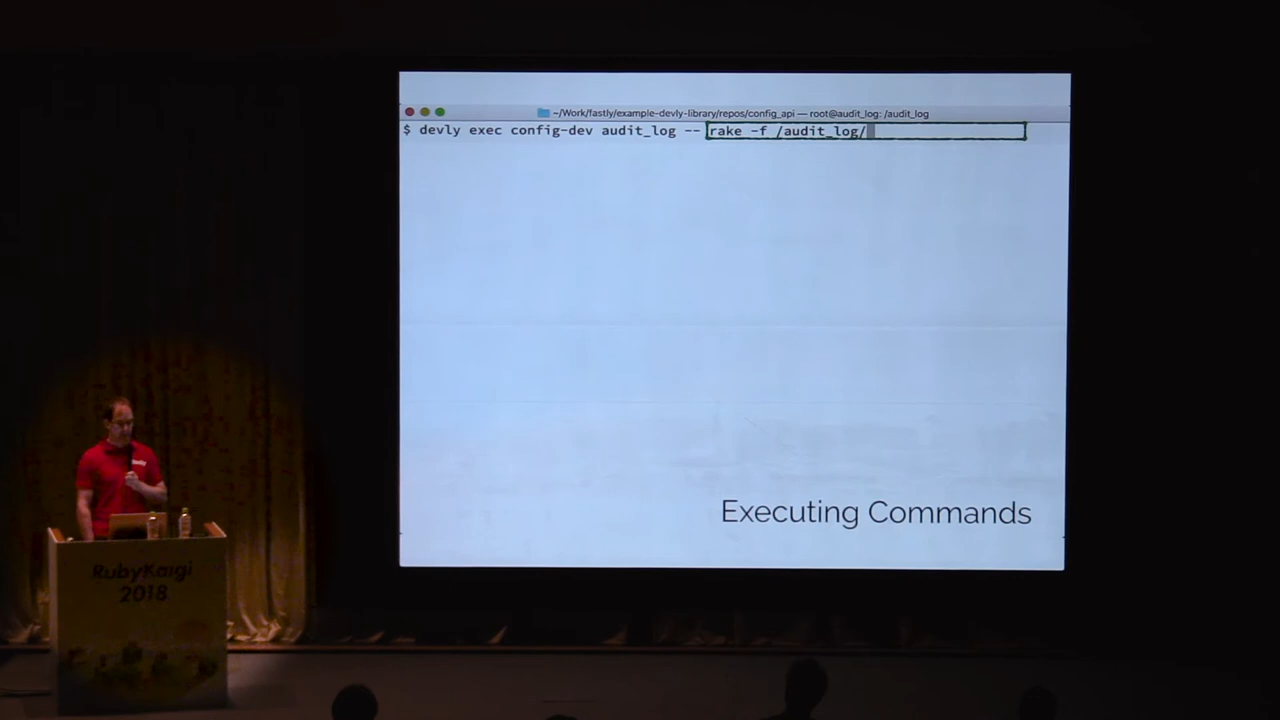 ~/Work/fastly/example-devly-library/repos/config_api — root@audit_log: /audit_log
$ devly exec config-dev audit_log -- rake -f /audit_log/
Executing Commands
RubyKaigi
2018